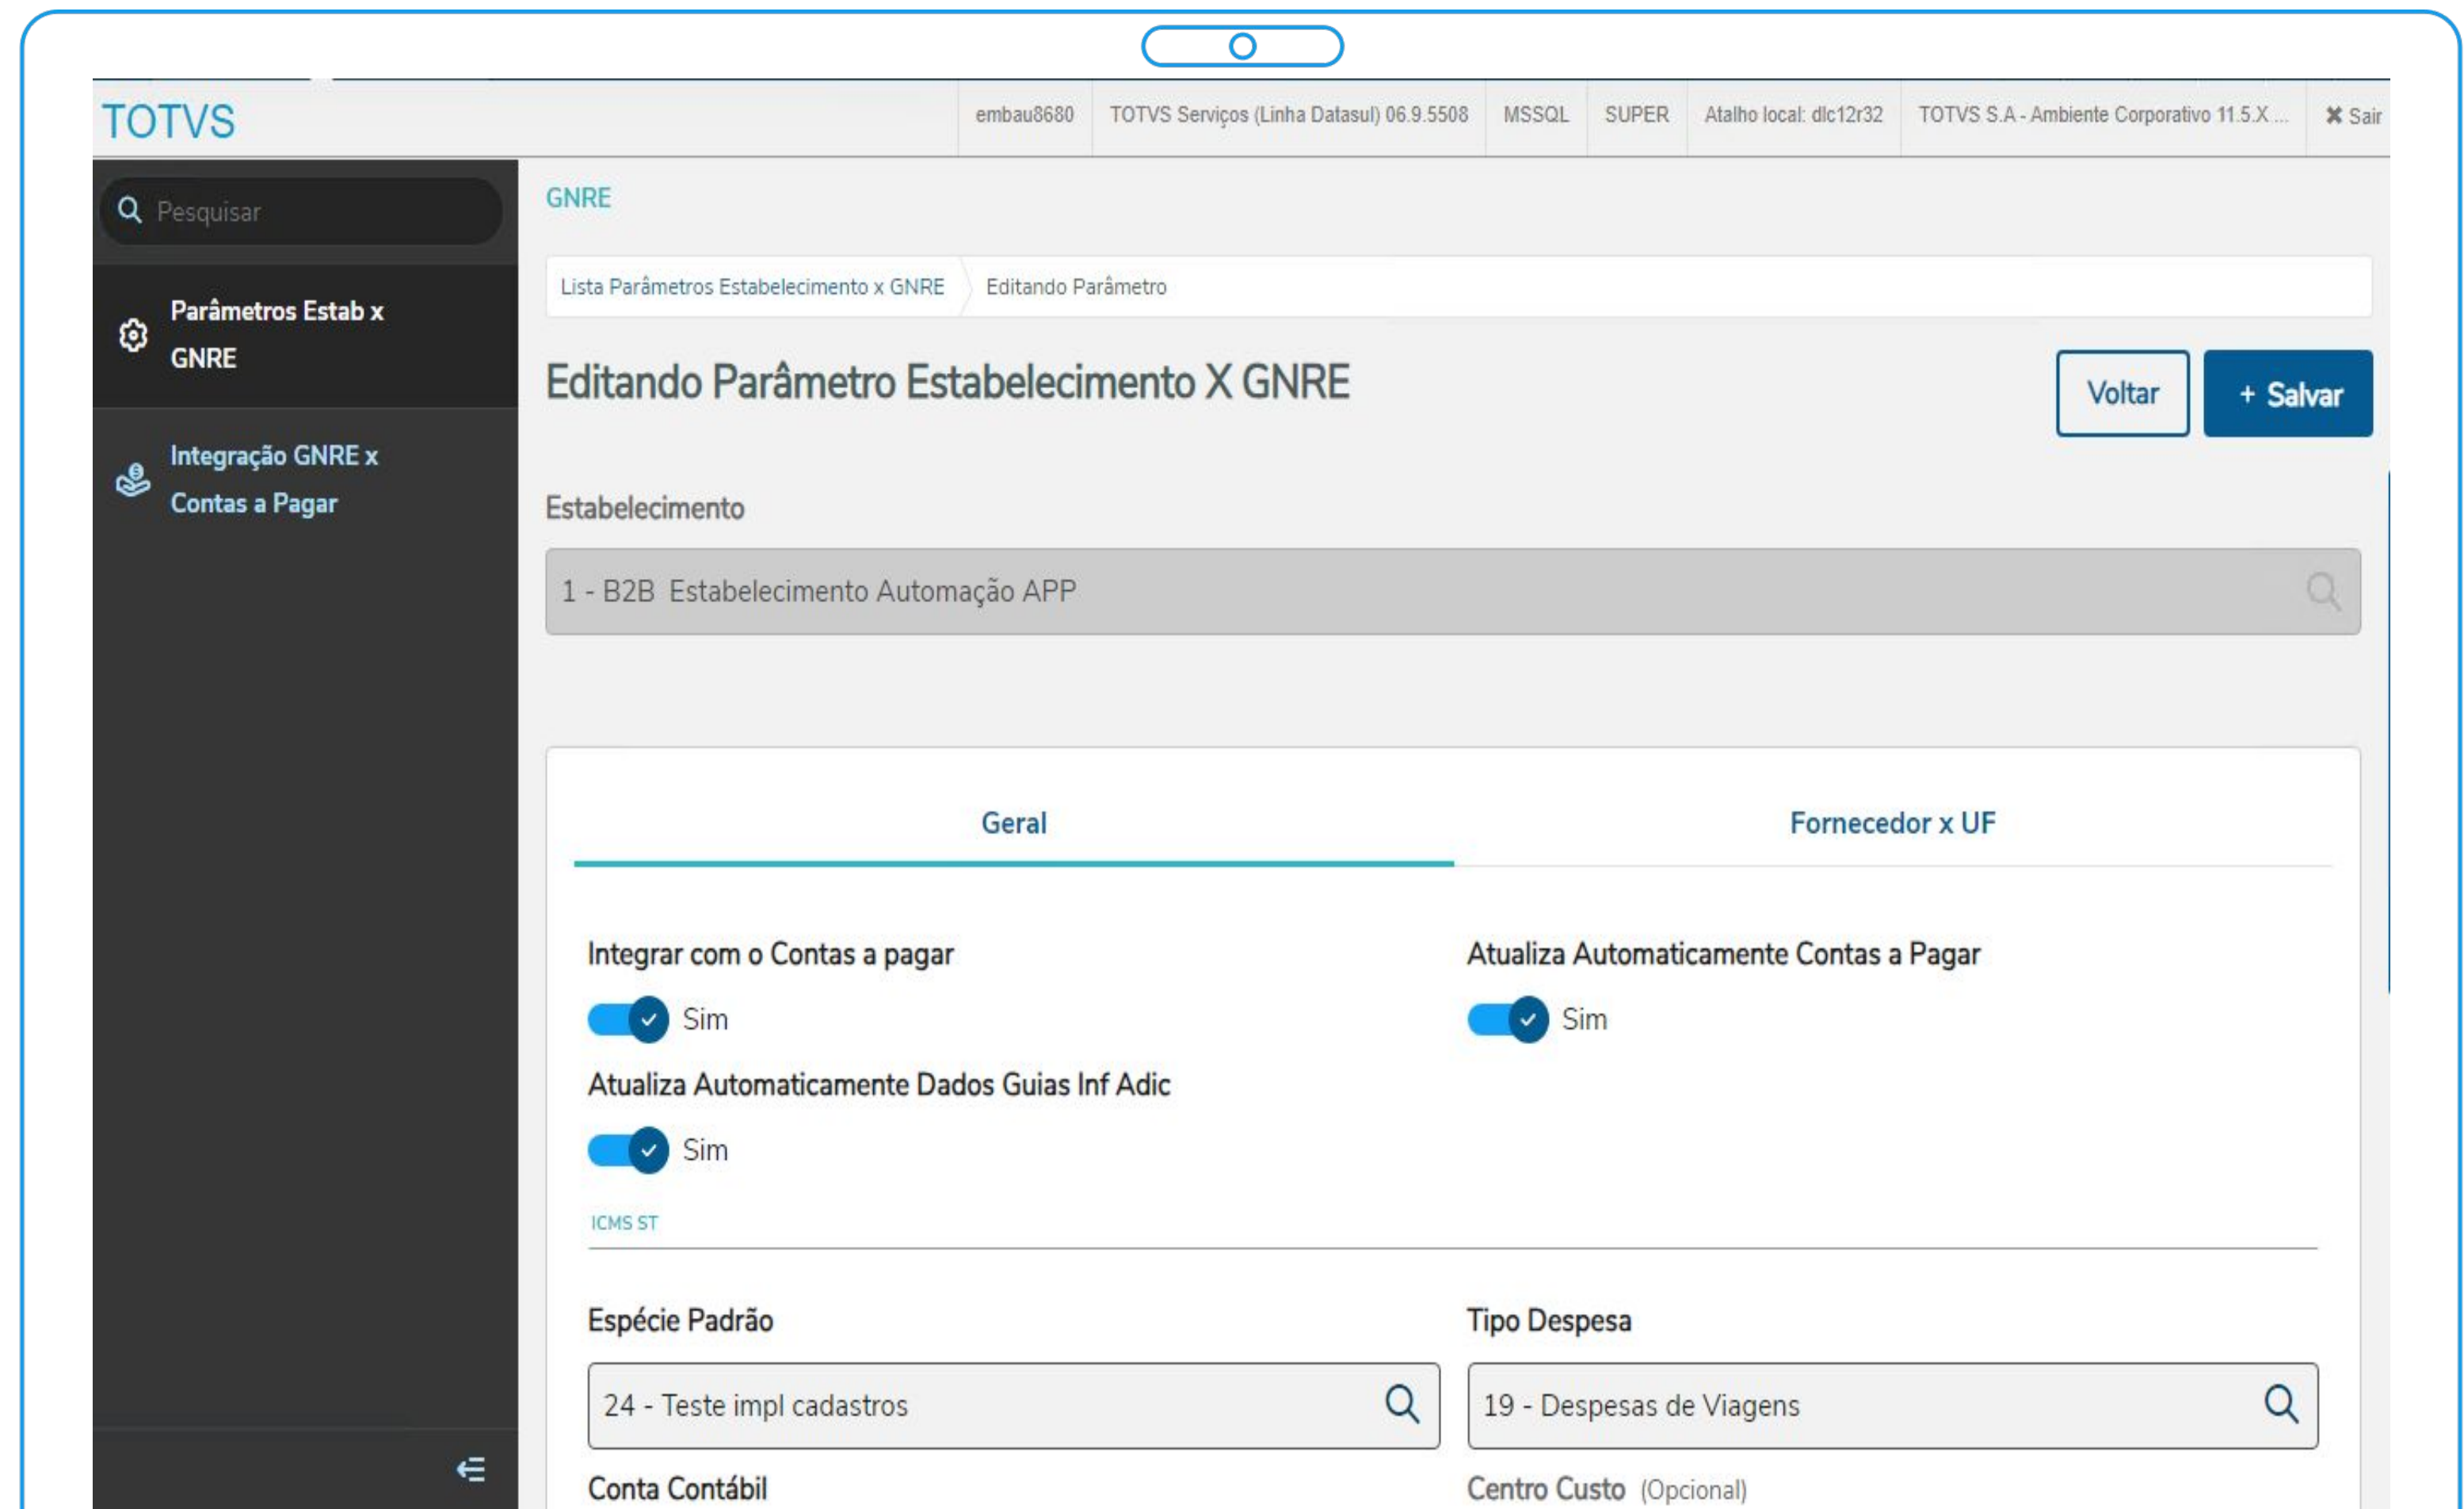 TOTVS
embau8680 TOTVS Serviços (Linha Datasul) 06.9.5508 MSSQL SUPER Atalho local: dlc12r32 TOTVS S.A - Ambiente Corporativo 11.5.X ... ✖ Sair
Pesquisar
Parâmetros Estab x
GNRE
Integração GNRE x
Contas a Pagar
GNRE
Lista Parâmetros Estabelecimento x GNRE Editando Parâmetro
Editando Parâmetro Estabelecimento X GNRE
Voltar + Salvar
Estabelecimento
1 - B2B Estabelecimento Automação APP
Geral Fornecedor x UF
Integrar com o Contas a pagar Atualiza Automaticamente Contas a Pagar
Sim Sim
Atualiza Automaticamente Dados Guias Inf Adic
Sim
ICMS ST
Espécie Padrão Tipo Despesa
24 - Teste impl cadastros 19 - Despesas de Viagens
Conta Contábil Centro Custo (Opcional)